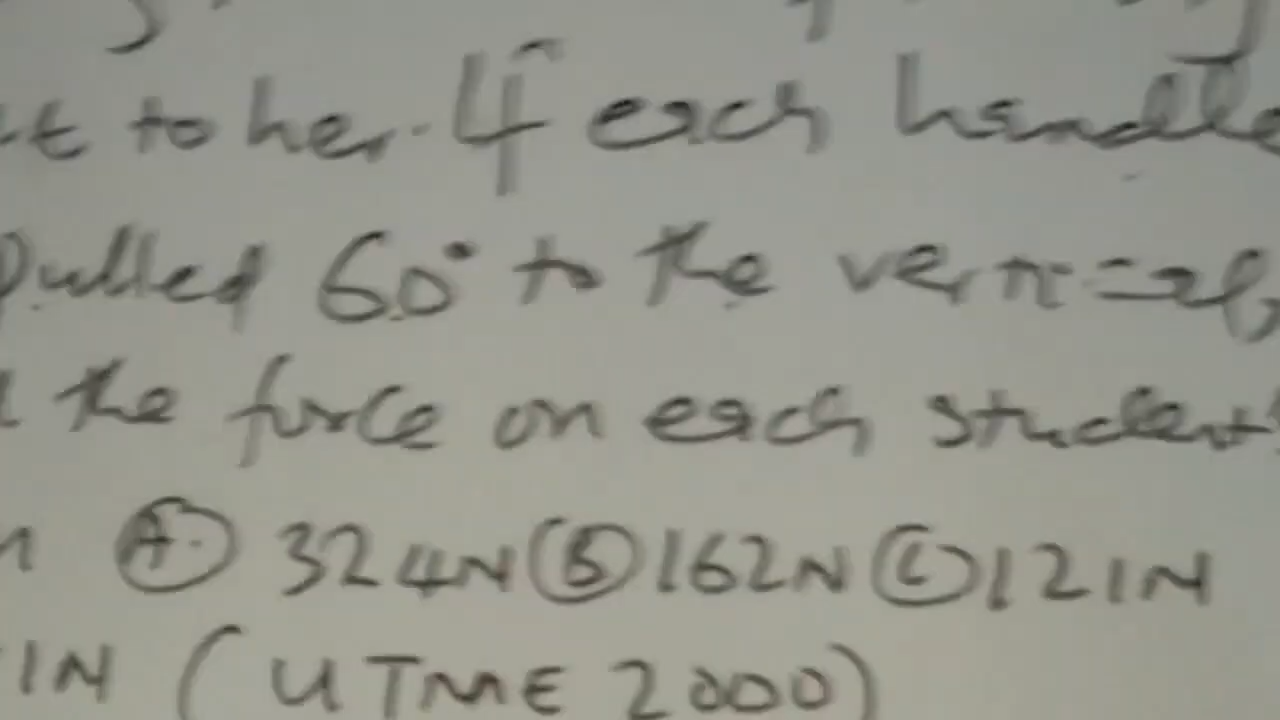 to her. If each handle
pulled 60° to the vertical,
the force on each student's
(A) 324N (B) 162N (C) 121N
1N (UTME 2000)